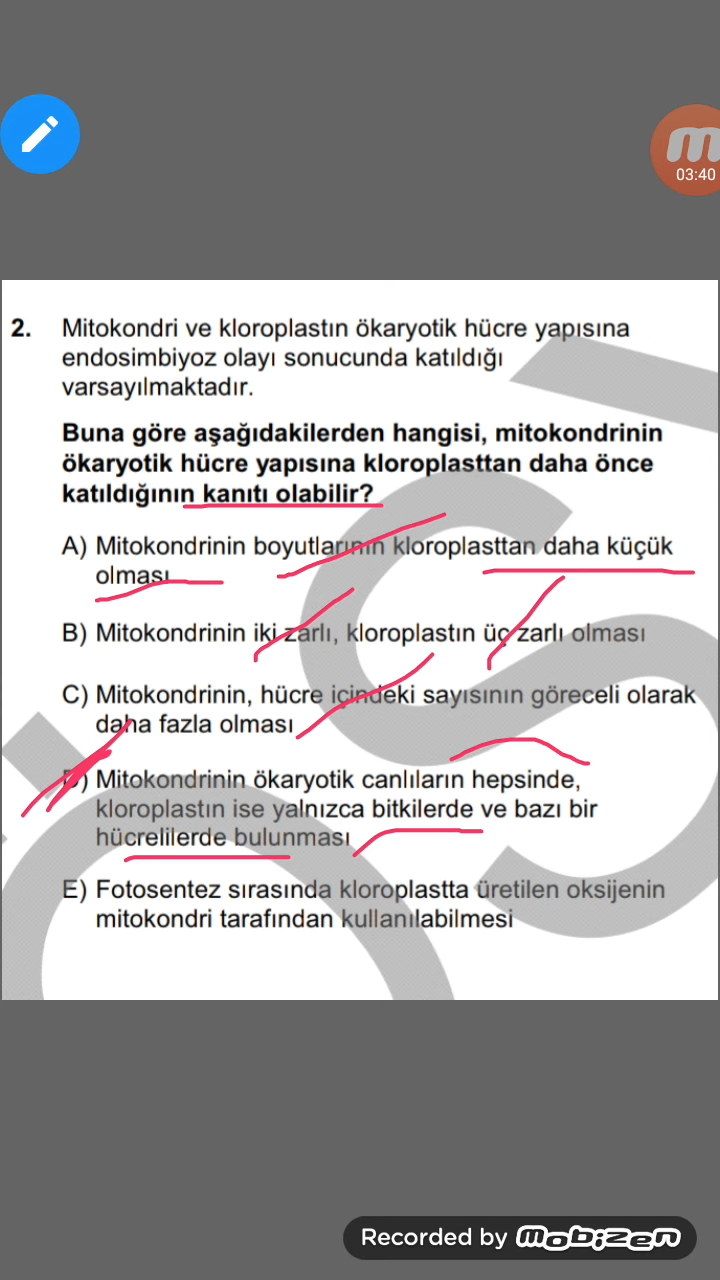 m
03:40
2. Mitokondri ve kloroplastın ökaryotik hücre yapısına
endosimbiyoz olayı sonucunda katıldığı
varsayılmaktadır.
Buna göre aşağıdakilerden hangisi, mitokondrinin
ökaryotik hücre yapısına kloroplasttan daha önce
katıldığının kanıtı olabilir?
A) Mitokondrinin boyutlarının kloroplasttan daha küçük
olması
B) Mitokondrinin iki zarlı, kloroplastın üç zarlı olması
C) Mitokondrinin, hücre içindeki sayısının göreceli olarak
daha fazla olması
D) Mitokondrinin ökaryotik canlıların hepsinde,
kloroplastın ise yalnızca bitkilerde ve bazı bir
hücrelilerde bulunması
E) Fotosentez sırasında kloroplastta üretilen oksijenin
mitokondri tarafından kullanılabilmesi
Recorded by mobizen